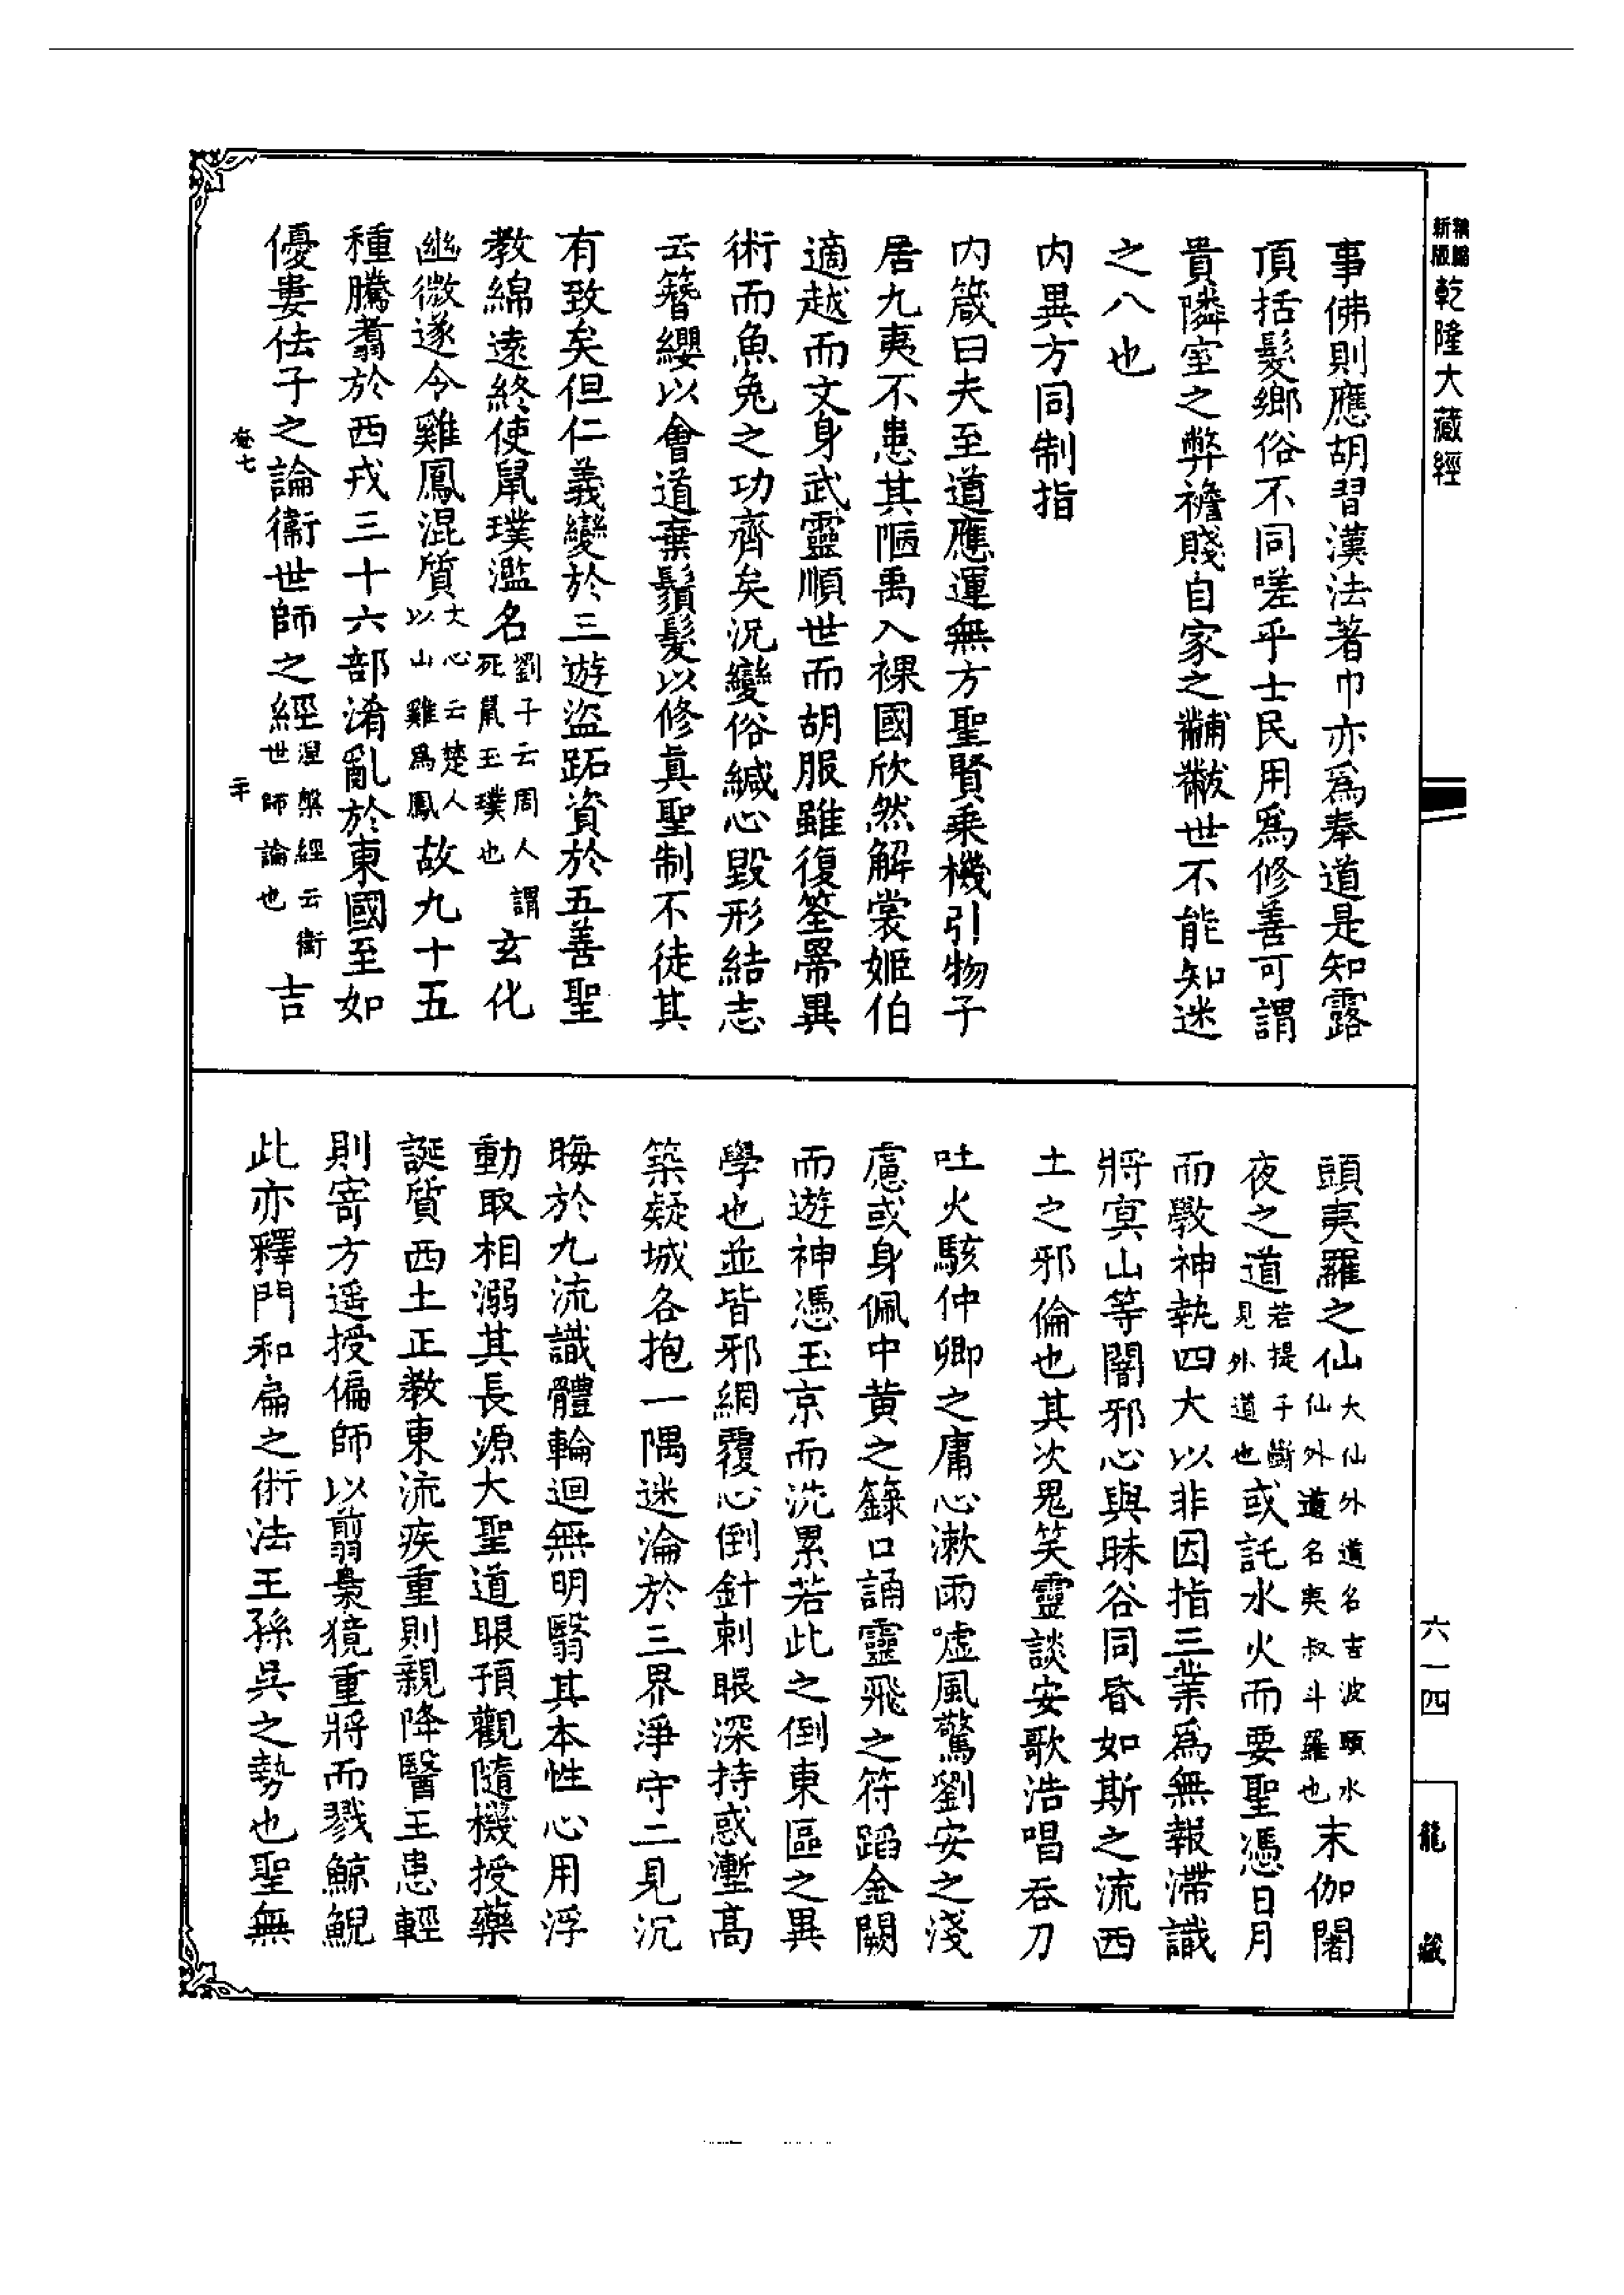 新編縮版乾隆大藏經
事佛則應胡習漢法著巾亦爲奉道是知露
頂括髮鄉俗不同嗟乎士民用爲修善可謂
貴隣室之弊襜賤自家之黼黻世不能知迷
之八也
内異方同制指
内箴曰夫至道應運無方聖賢乗機引物子
居九夷不患其陋禹入裸國欣然解裳姬伯
適越而文身武靈順世而胡服雖復筌罤異
術而魚兔之功齊矣況變俗緘心毀形結志
云簪纓以會道棄鬚髮以修真聖制不徒其
有致矣但仁義變於三遊盜跖資於五善聖
教綿遠終使鼠璞濫名劉子云周人謂死鼠玉璞也玄化
幽微遂令雞鳳混質文心云楚人以山雞爲鳳故九十五
種騰翥於西戎三十六部淆亂於東國至如
優婁佉子之論衞世師之經涅槃經云衞世師論也吉
卷七
二十
頭夷羅之仙大仙外道名吉波頭水仙外道名夷叔斗羅也末伽闍
夜之道若提子斷見外道也或託水火而要聖憑日月
而斅神執四大以非因指三業爲無報滯識
將冥山等闇邪心與昧谷同昏如斯之流西
土之邪倫也其次鬼笑靈談安歌浩唱吞刀
吐火駭仲卿之庸心漱雨噓風驚劉安之淺
慮或身佩中黄之籙口誦靈飛之符蹈金闕
而遊神憑玉京而洗累若此之倒東區之異
學也並皆邪網覆心倒針刺眼深持惑壍高
築疑城各抱一隅迷淪於三界淨守二見沉
晦於九流識體輪迴無明翳其本性心用浮
動取相溺其長源大聖道眼預觀隨機授藥
誕質西土正教東流疾重則親降醫王患輕
則寄方遥授偏師以翦梟獍重將而戮鯨鯢
此亦釋門和扁之術法王孫吳之勢也聖無
六一四
龍藏